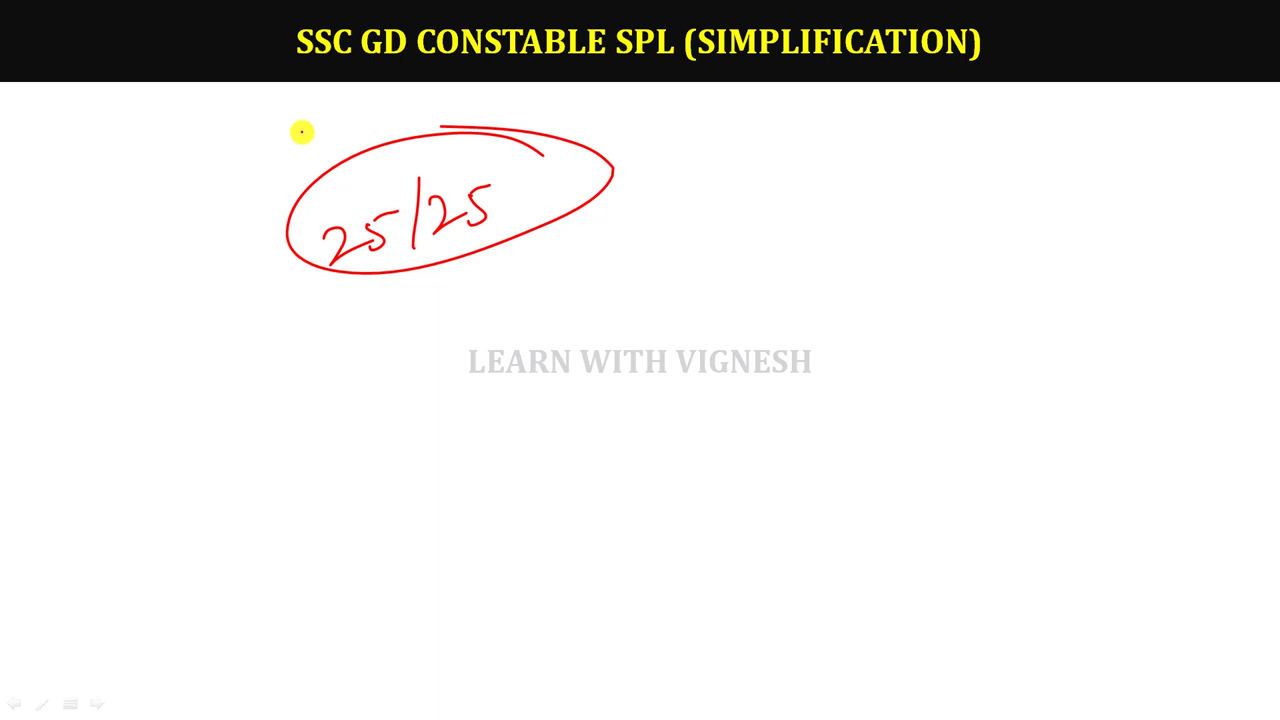 SSC GD CONSTABLE SPL (SIMPLIFICATION)
25/25
LEARN WITH VIGNESH